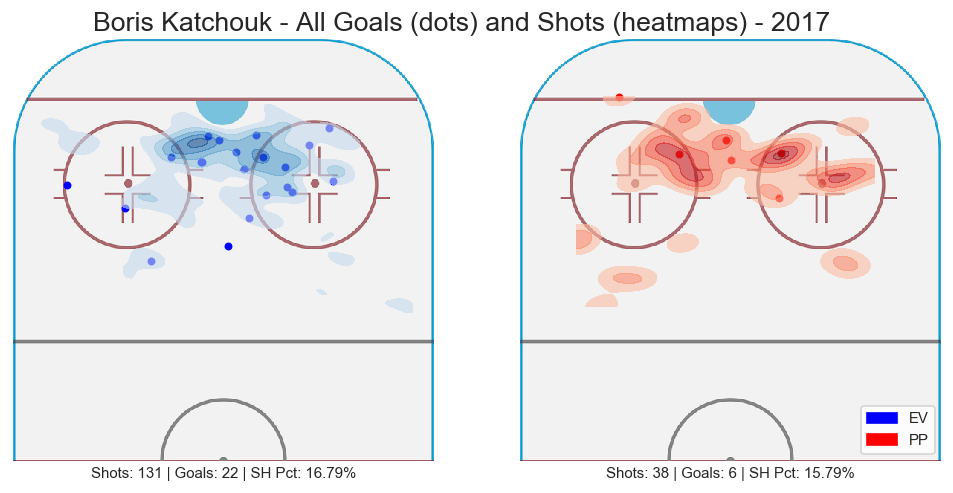 Boris Katchouk - All Goals (dots) and Shots (heatmaps) - 2017
EV
PP
Shots: 131 | Goals: 22 | SH Pct: 16.79%
Shots: 38 | Goals: 6 | SH Pct: 15.79%